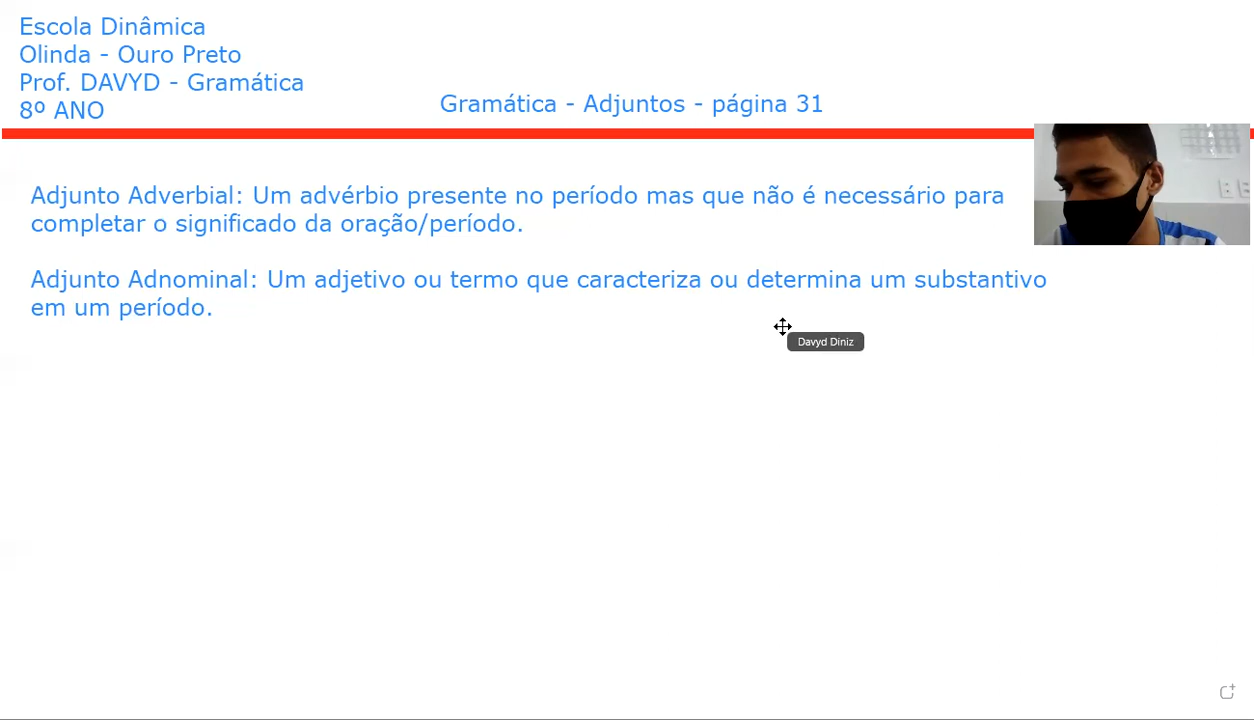 Escola Dinâmica
Olinda - Ouro Preto
Prof. DAVYD - Gramática
8º ANO
Gramática - Adjuntos - página 31
Adjunto Adverbial: Um advérbio presente no período mas que não é necessário para
completar o significado da oração/período.
Adjunto Adnominal: Um adjetivo ou termo que caracteriza ou determina um substantivo
em um período.
Davyd Diniz